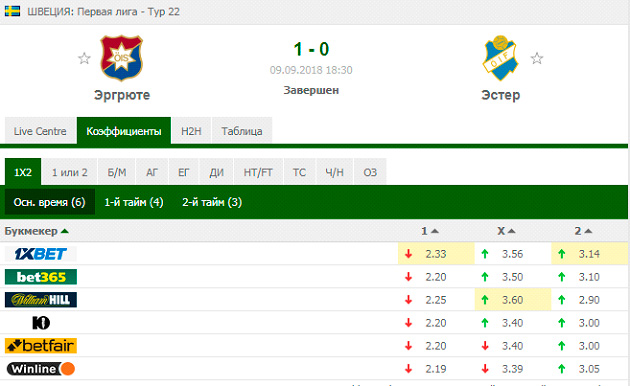 ШВЕЦИЯ: Первая лига - Тур 22
1 - 0
09.09.2018 18:30
Завершен
ÖIS
Эргрюте
OIF
Эстер
Live Centre Коэффициенты H2H Таблица
1X2 1 или 2 Б/М АГ ЕГ ДИ HT/FT ТС Ч/Н ОЗ
Осн. время (6) 1-й тайм (4) 2-й тайм (3)
Букмекер 1 X 2
1XBET 2.33 3.56 3.14
bet365 2.20 3.50 3.10
William HILL 2.25 3.60 2.90
10 2.20 3.40 3.00
betfair 2.20 3.40 3.00
Winline 2.19 3.39 3.05